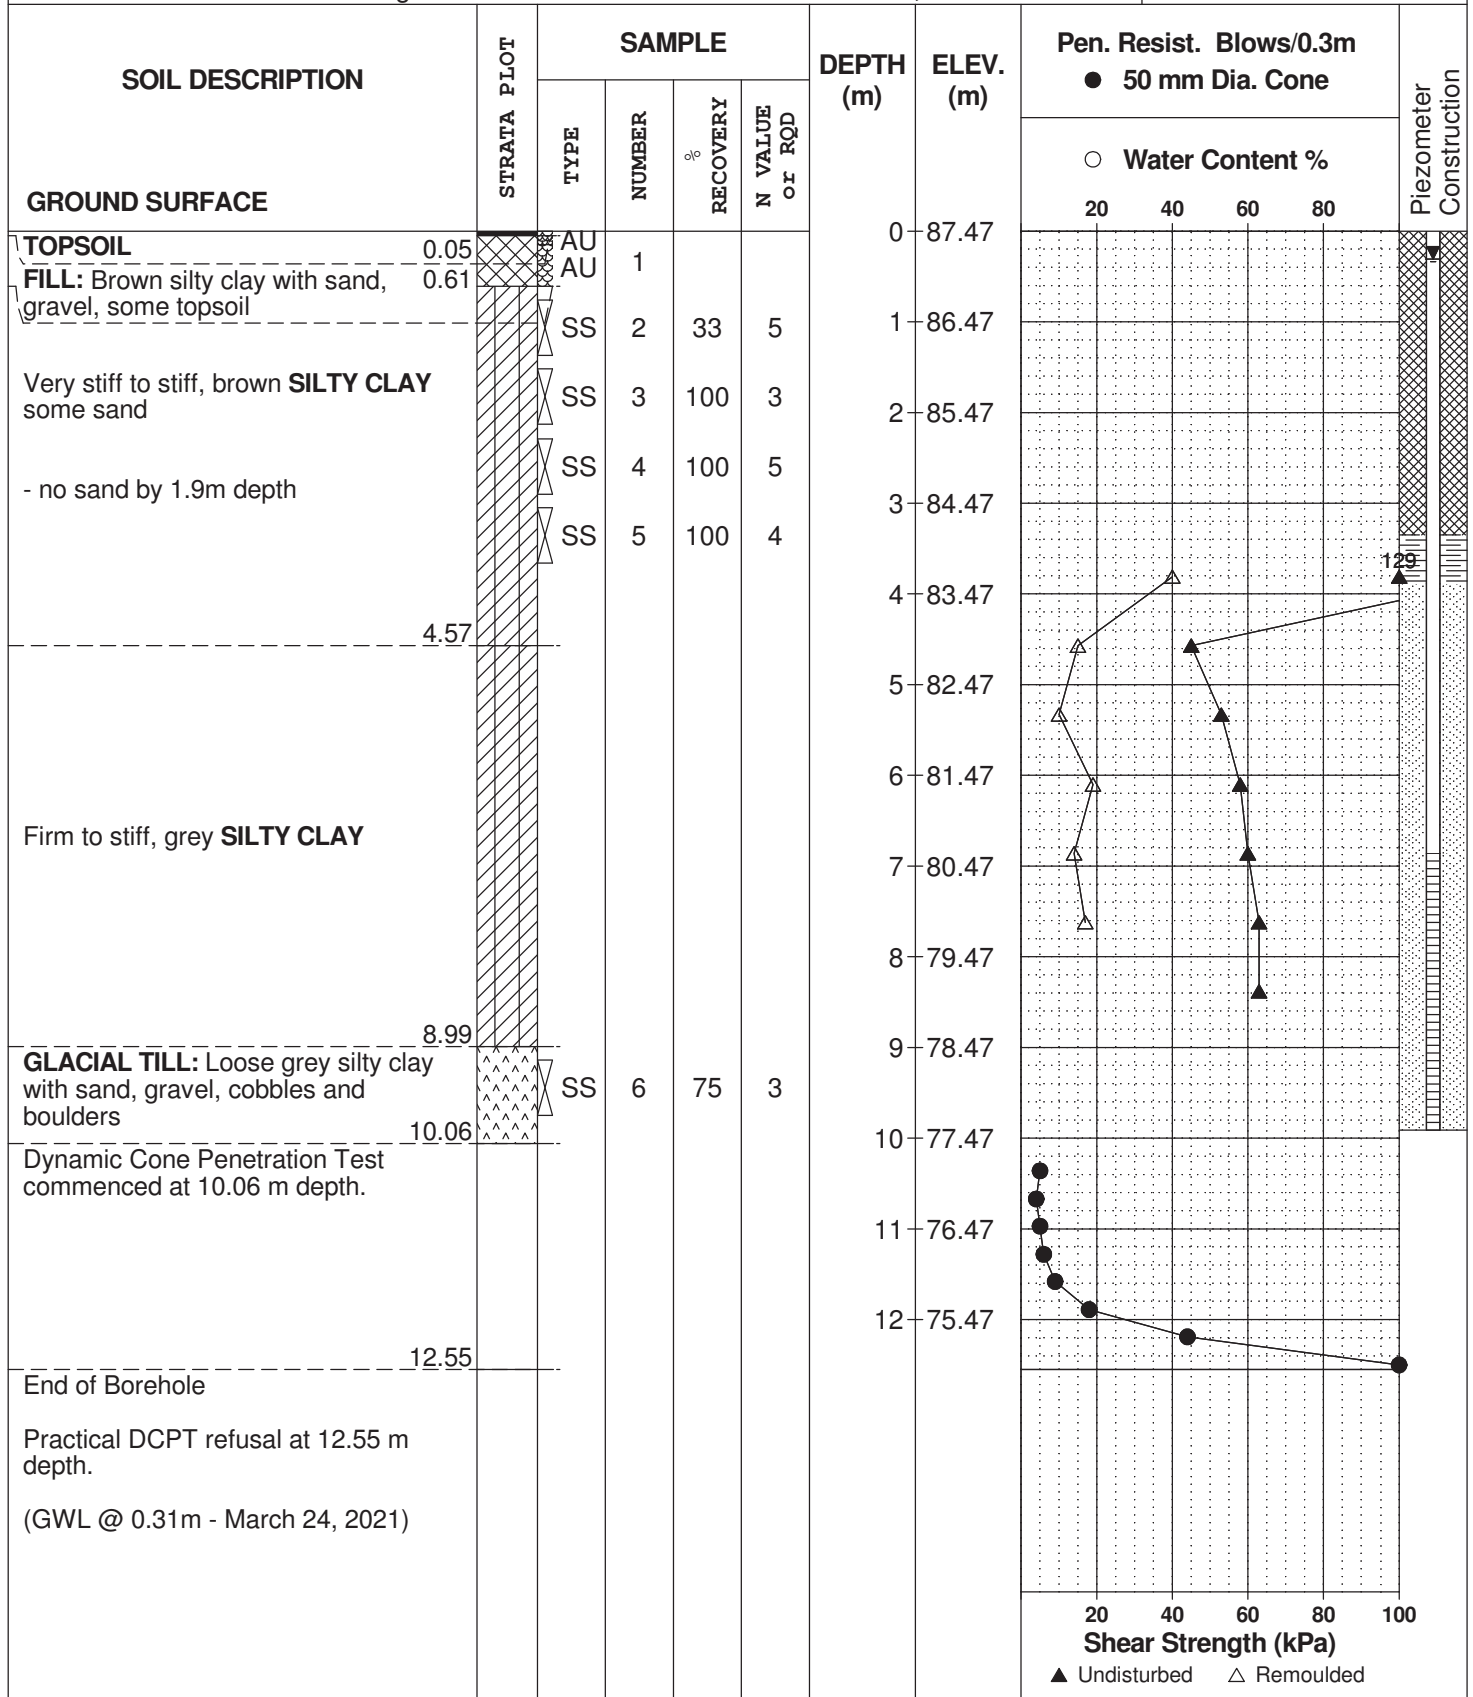 SOIL DESCRIPTION
GROUND SURFACE
STRATA PLOT
SAMPLE
TYPE
NUMBER
%
RECOVERY
N VALUE
or RQD
DEPTH
(m)
ELEV.
(m)
Pen. Resist. Blows/0.3m
● 50 mm Dia. Cone
○ Water Content %
20 40 60 80
Piezometer
Construction
TOPSOIL 0.05
FILL: Brown silty clay with sand, 0.61
gravel, some topsoil
Very stiff to stiff, brown SILTY CLAY
some sand
- no sand by 1.9m depth
4.57
Firm to stiff, grey SILTY CLAY
8.99
GLACIAL TILL: Loose grey silty clay
with sand, gravel, cobbles and
boulders
10.06
Dynamic Cone Penetration Test
commenced at 10.06 m depth.
12.55
End of Borehole
Practical DCPT refusal at 12.55 m
depth.
(GWL @ 0.31m - March 24, 2021)
AU
AU 1
SS 2 33 5
SS 3 100 3
SS 4 100 5
SS 5 100 4
SS 6 75 3
0 87.47
1 86.47
2 85.47
3 84.47
4 83.47
5 82.47
6 81.47
7 80.47
8 79.47
9 78.47
10 77.47
11 76.47
12 75.47
129
20 40 60 80 100
Shear Strength (kPa)
▲ Undisturbed △ Remoulded